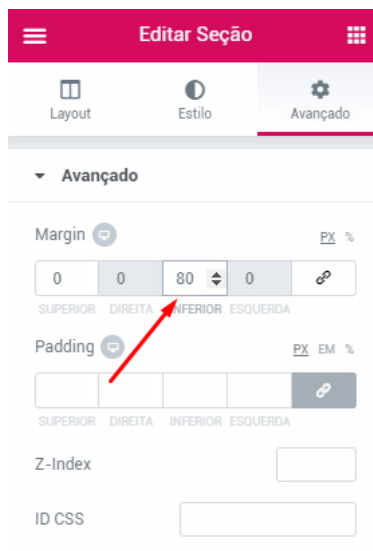 Editar Seção
Layout Estilo Avançado
Avançado
Margin PX %
0 0 80 0
SUPERIOR DIREITA INFERIOR ESQUERDA
Padding PX EM %
SUPERIOR DIREITA INFERIOR ESQUERDA
Z-Index
ID CSS